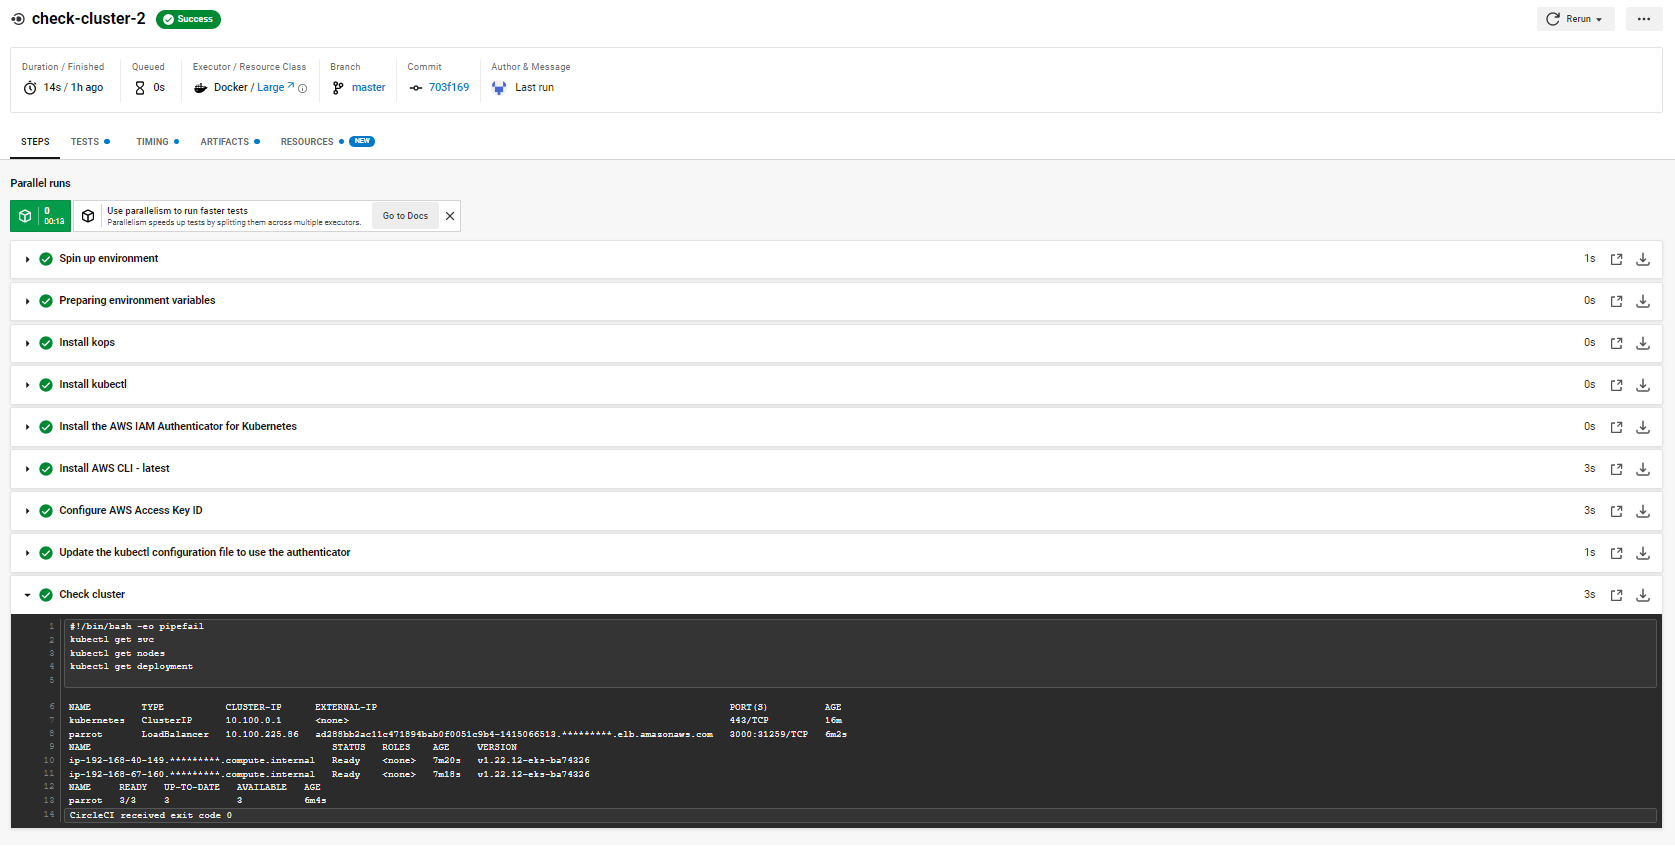 check-cluster-2 Success Rerun
Duration / Finished Queued Executor / Resource Class Branch Commit Author & Message
14s / 1h ago 0s Docker / Large master 703f169 Last run
STEPS TESTS TIMING ARTIFACTS RESOURCES NEW
Parallel runs
0
00:13
Use parallelism to run faster tests
Parallelism speeds up tests by splitting them across multiple executors.
Go to Docs
Spin up environment 1s
Preparing environment variables 0s
Install kops 0s
Install kubectl 0s
Install the AWS IAM Authenticator for Kubernetes 0s
Install AWS CLI - latest 3s
Configure AWS Access Key ID 3s
Update the kubectl configuration file to use the authenticator 1s
Check cluster 3s
1 #!/bin/bash -eo pipefail
2 kubectl get svc
3 kubectl get nodes
4 kubectl get deployment
5
6 NAME TYPE CLUSTER-IP EXTERNAL-IP PORT(S) AGE
7 kubernetes ClusterIP 10.100.0.1 <none> 443/TCP 16m
8 parrot LoadBalancer 10.100.225.86 ad288bb2ac11c471894bab0f0051c9b4-1415066513.*********.elb.amazonaws.com 3000:31259/TCP 6m2s
9 NAME STATUS ROLES AGE VERSION
10 ip-192-168-40-149.*********.compute.internal Ready <none> 7m20s v1.22.12-eks-ba74326
11 ip-192-168-67-160.*********.compute.internal Ready <none> 7m18s v1.22.12-eks-ba74326
12 NAME READY UP-TO-DATE AVAILABLE AGE
13 parrot 3/3 3 3 6m4s
14 CircleCI received exit code 0